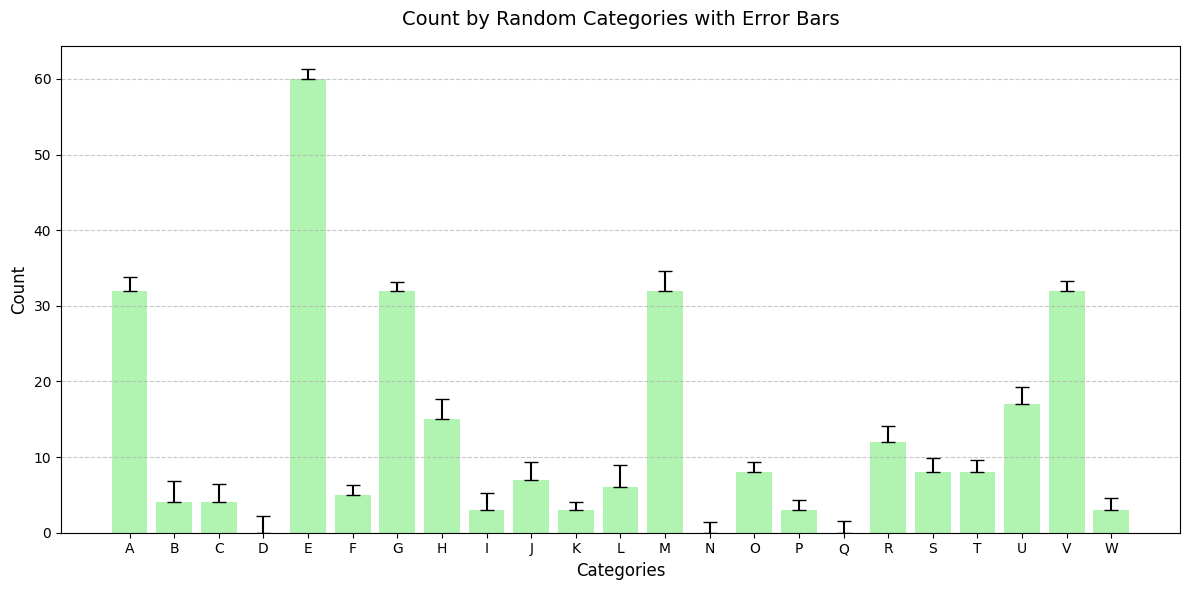 Count by Random Categories with Error Bars
60
50
40
30
20
10
0
Count
A B C D E F G H I J K L M N O P Q R S T U V W
Categories